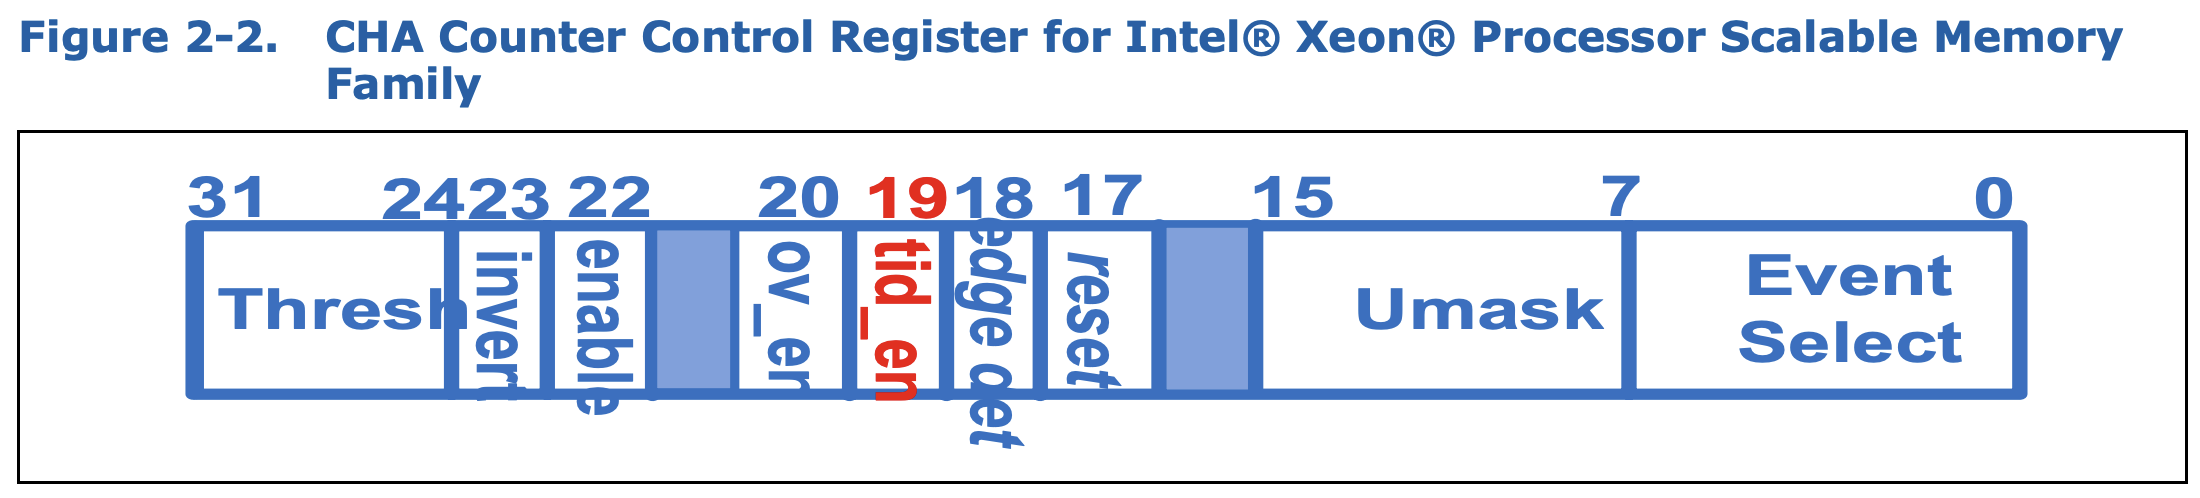 Figure 2-2. CHA Counter Control Register for Intel® Xeon® Processor Scalable Memory
Family
31 24 23 22 20 19 18 17 15 7 0
Thresh
invert
enable
ov_en
tid_en
edge det
reset
Umask
Event
Select